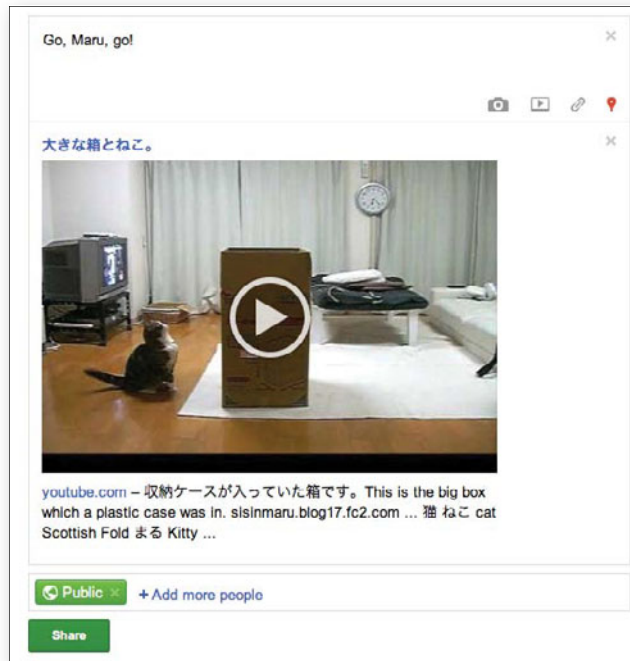 Go, Maru, go!
大きな箱とねこ。
youtube.com – 収納ケースが入っていた箱です。This is the big box
which a plastic case was in. sisinmaru.blog17.fc2.com ... 猫 ねこ cat
Scottish Fold まる Kitty ...
Public
+ Add more people
Share